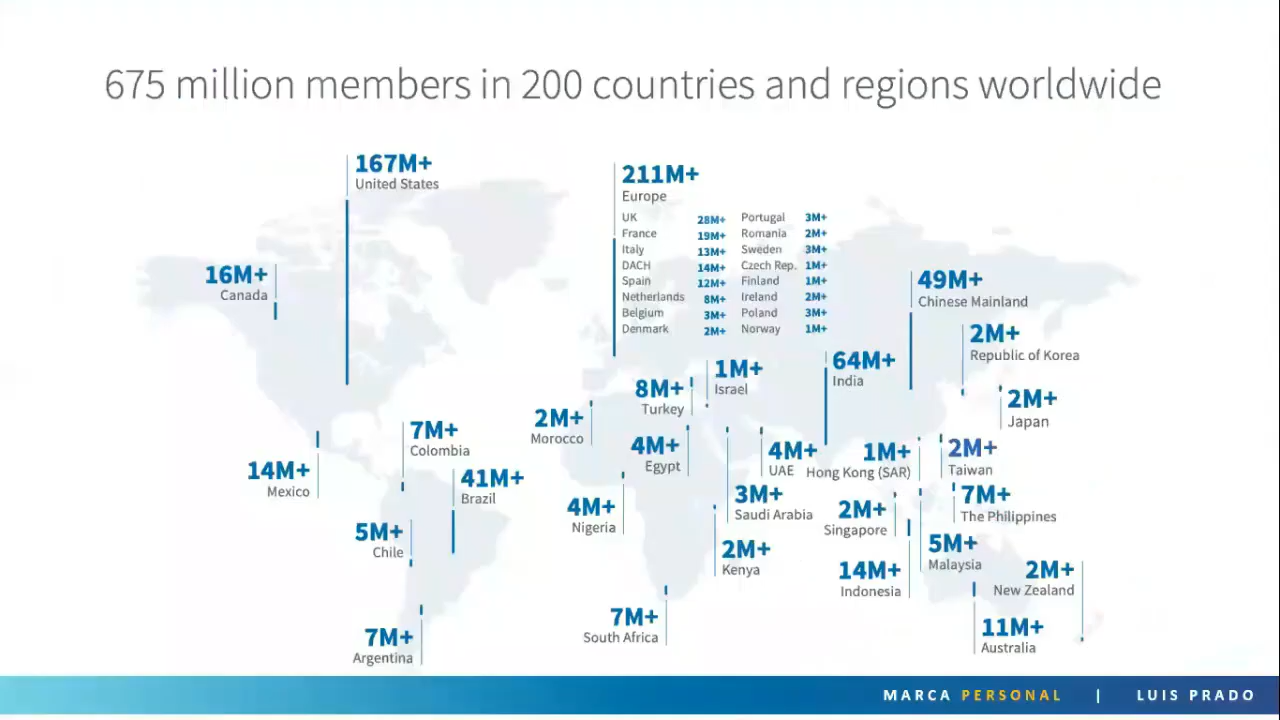 675 million members in 200 countries and regions worldwide
167M+
United States
211M+
Europe
UK 28M+ Portugal 3M+
France 19M+ Romania 2M+
Italy 13M+ Sweden 3M+
DACH 14M+ Czech Rep. 1M+
Spain 12M+ Finland 1M+
Netherlands 8M+ Ireland 2M+
Belgium 3M+ Poland 3M+
Denmark 2M+ Norway 1M+
16M+
Canada
49M+
Chinese Mainland
2M+
Republic of Korea
64M+
India
1M+
Israel
8M+
Turkey
2M+
Japan
2M+
Morocco
7M+
Colombia
4M+
Egypt
4M+
UAE
1M+
Hong Kong (SAR)
2M+
Taiwan
14M+
Mexico
41M+
Brazil
3M+
Saudi Arabia
7M+
The Philippines
4M+
Nigeria
2M+
Singapore
5M+
Chile
2M+
Kenya
5M+
Malaysia
14M+
Indonesia
2M+
New Zealand
7M+
South Africa
11M+
Australia
7M+
Argentina
MARCA PERSONAL | LUIS PRADO